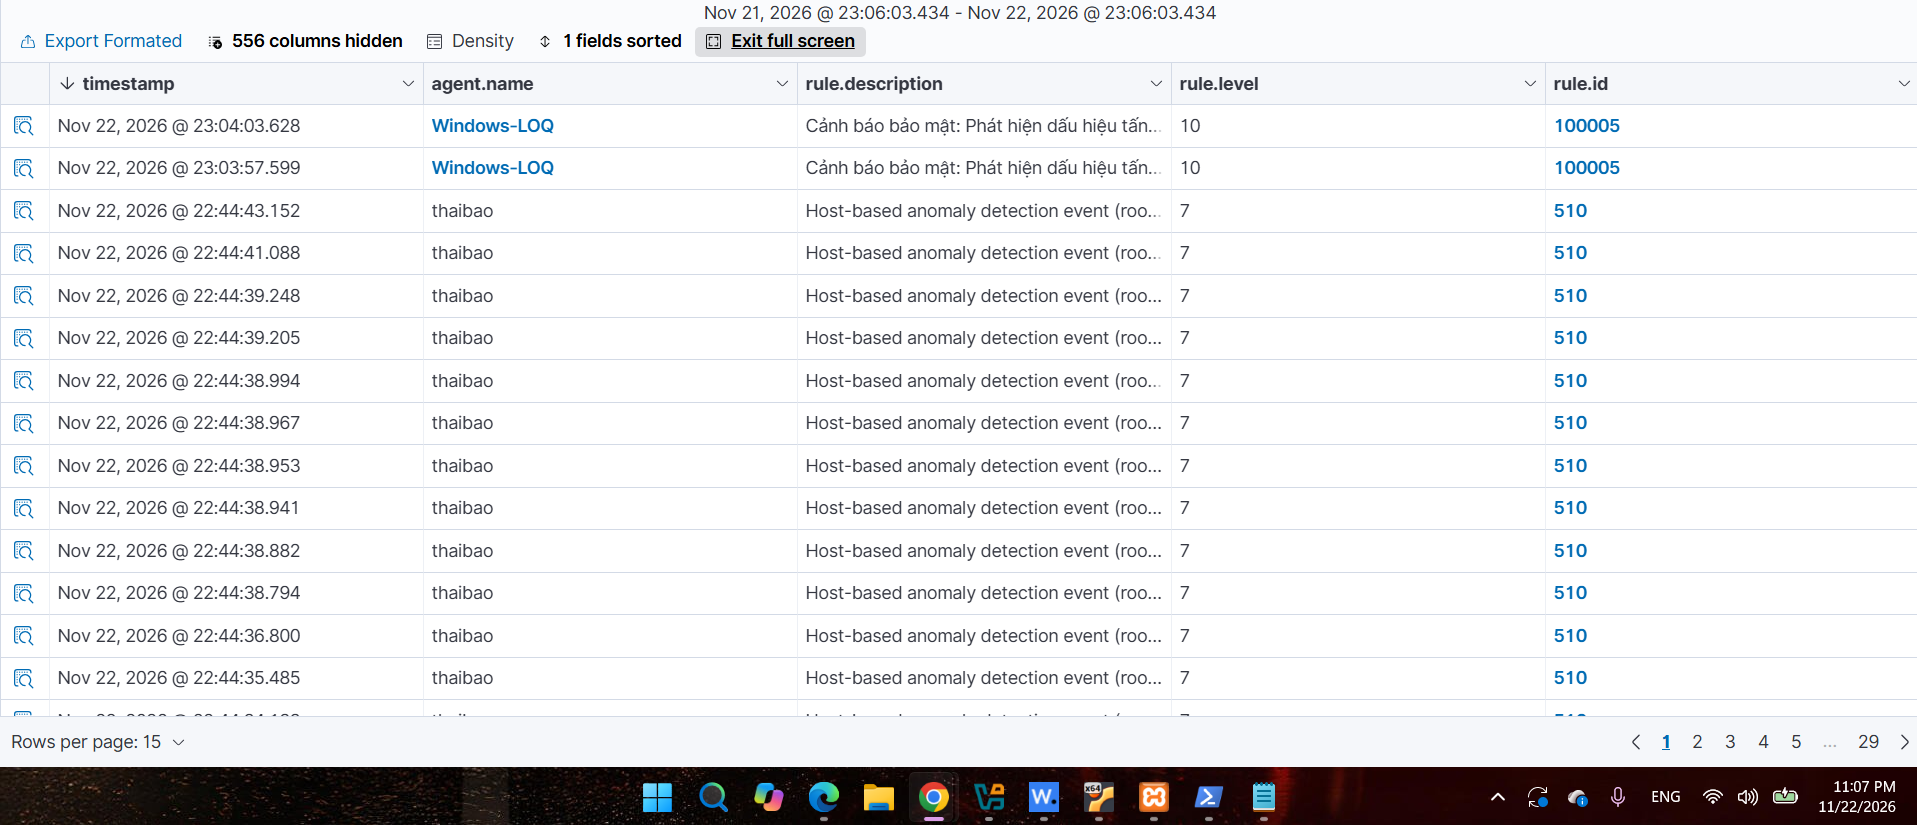 Nov 21, 2026 @ 23:06:03.434 - Nov 22, 2026 @ 23:06:03.434
Export Formated 556 columns hidden Density 1 fields sorted Exit full screen
timestamp agent.name rule.description rule.level rule.id
Nov 22, 2026 @ 23:04:03.628 Windows-LOQ Cảnh báo bảo mật: Phát hiện dấu hiệu tấn... 10 100005
Nov 22, 2026 @ 23:03:57.599 Windows-LOQ Cảnh báo bảo mật: Phát hiện dấu hiệu tấn... 10 100005
Nov 22, 2026 @ 22:44:43.152 thaibao Host-based anomaly detection event (roo... 7 510
Nov 22, 2026 @ 22:44:41.088 thaibao Host-based anomaly detection event (roo... 7 510
Nov 22, 2026 @ 22:44:39.248 thaibao Host-based anomaly detection event (roo... 7 510
Nov 22, 2026 @ 22:44:39.205 thaibao Host-based anomaly detection event (roo... 7 510
Nov 22, 2026 @ 22:44:38.994 thaibao Host-based anomaly detection event (roo... 7 510
Nov 22, 2026 @ 22:44:38.967 thaibao Host-based anomaly detection event (roo... 7 510
Nov 22, 2026 @ 22:44:38.953 thaibao Host-based anomaly detection event (roo... 7 510
Nov 22, 2026 @ 22:44:38.941 thaibao Host-based anomaly detection event (roo... 7 510
Nov 22, 2026 @ 22:44:38.882 thaibao Host-based anomaly detection event (roo... 7 510
Nov 22, 2026 @ 22:44:38.794 thaibao Host-based anomaly detection event (roo... 7 510
Nov 22, 2026 @ 22:44:36.800 thaibao Host-based anomaly detection event (roo... 7 510
Nov 22, 2026 @ 22:44:35.485 thaibao Host-based anomaly detection event (roo... 7 510
Rows per page: 15 1 2 3 4 5 ... 29
W. x64 ENG 11:07 PM
11/22/2026